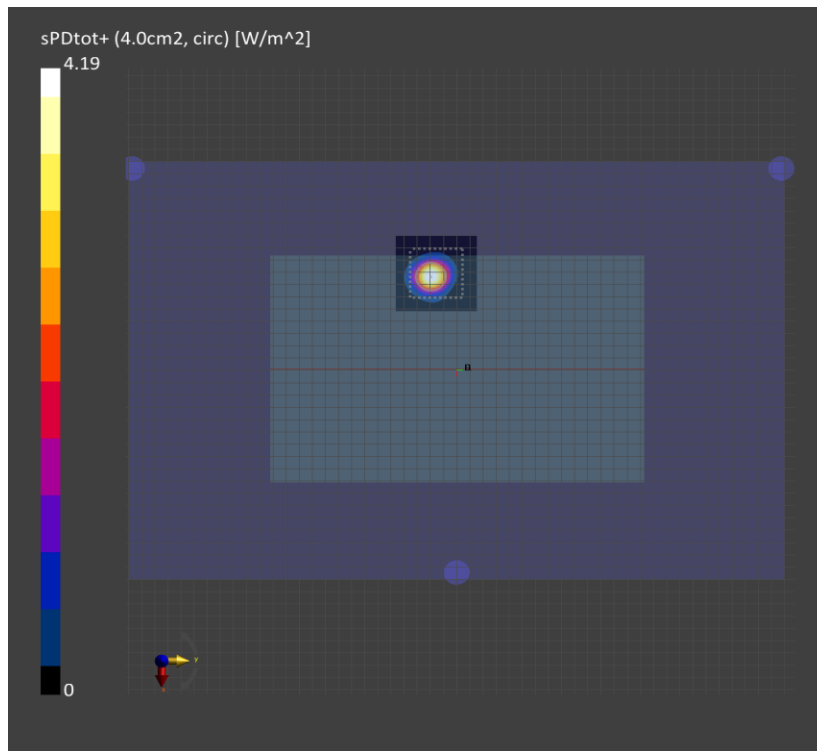 sPDtot+ (4.0cm2, circ) [W/m^2]
4.19
0
Y